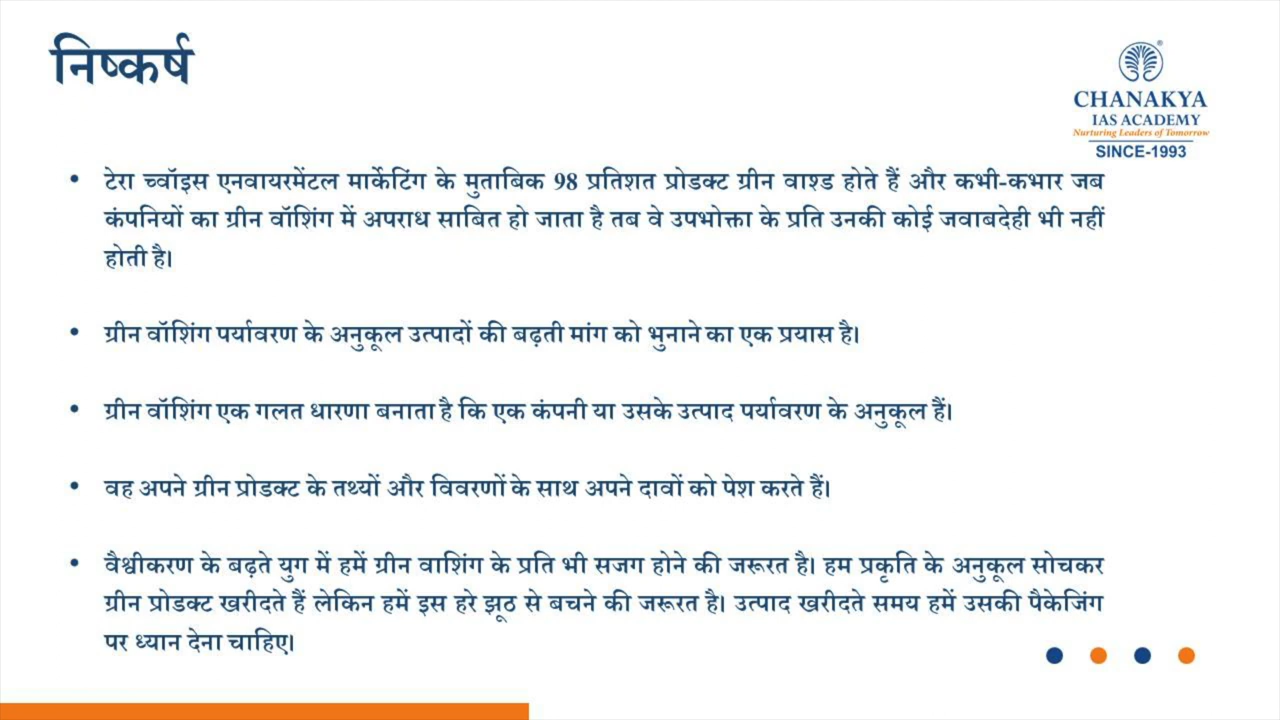 निष्कर्ष
CHANAKYA
IAS ACADEMY
Nurturing Leaders of Tomorrow
SINCE-1993
• टेरा च्वॉइस एनवायरमेंटल मार्केटिंग के मुताबिक 98 प्रतिशत प्रोडक्ट ग्रीन वाश्ड होते हैं और कभी-कभार जब
कंपनियों का ग्रीन वॉशिंग में अपराध साबित हो जाता है तब वे उपभोक्ता के प्रति उनकी कोई जवाबदेही भी नहीं
होती है।
• ग्रीन वॉशिंग पर्यावरण के अनुकूल उत्पादों की बढ़ती मांग को भुनाने का एक प्रयास है।
• ग्रीन वॉशिंग एक गलत धारणा बनाता है कि एक कंपनी या उसके उत्पाद पर्यावरण के अनुकूल हैं।
• वह अपने ग्रीन प्रोडक्ट के तथ्यों और विवरणों के साथ अपने दावों को पेश करते हैं।
• वैश्वीकरण के बढ़ते युग में हमें ग्रीन वाशिंग के प्रति भी सजग होने की जरूरत है। हम प्रकृति के अनुकूल सोचकर
ग्रीन प्रोडक्ट खरीदते हैं लेकिन हमें इस हरे झूठ से बचने की जरूरत है। उत्पाद खरीदते समय हमें उसकी पैकेजिंग
पर ध्यान देना चाहिए।